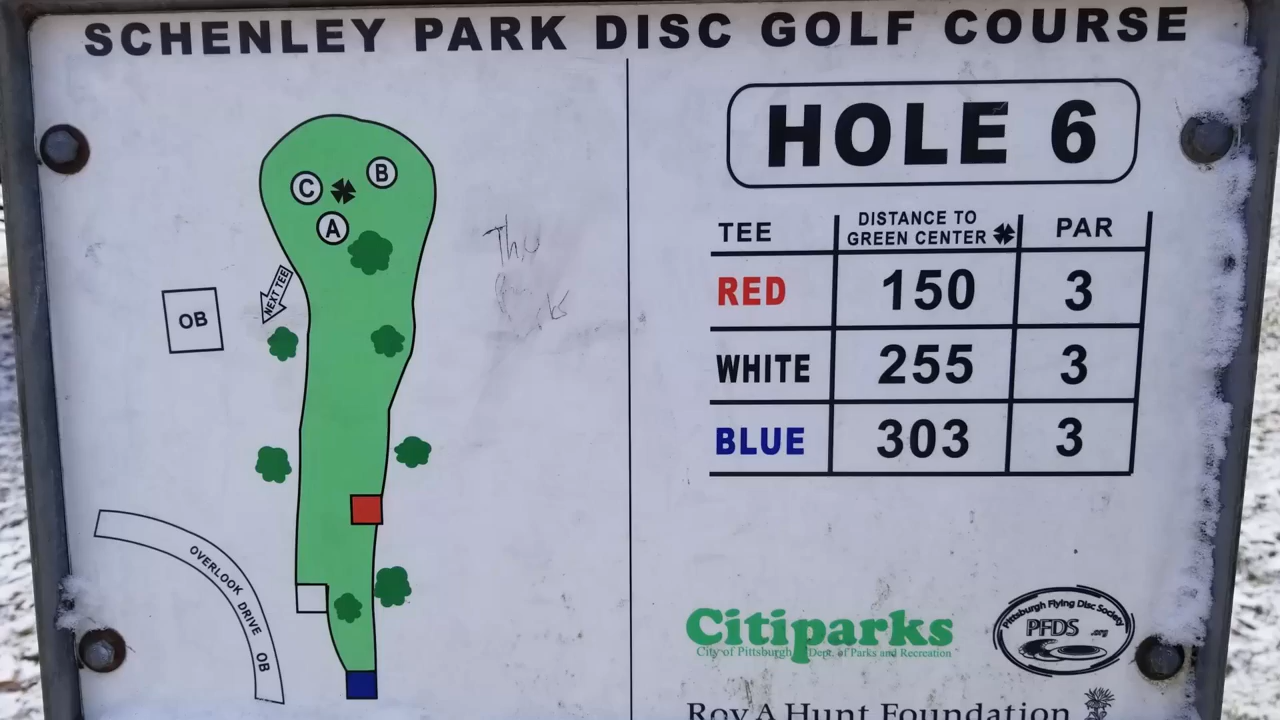 SCHENLEY PARK DISC GOLF COURSE
C
B
A
NEXT TEE
OB
OVERLOOK DRIVE OB
The
HOLE 6
TEE DISTANCE TO GREEN CENTER PAR
RED 150 3
WHITE 255 3
BLUE 303 3
Citiparks
City of Pittsburgh Dept. of Parks and Recreation
Pittsburgh Flying Disc Society
PFDS .org
Roy A Hunt Foundation